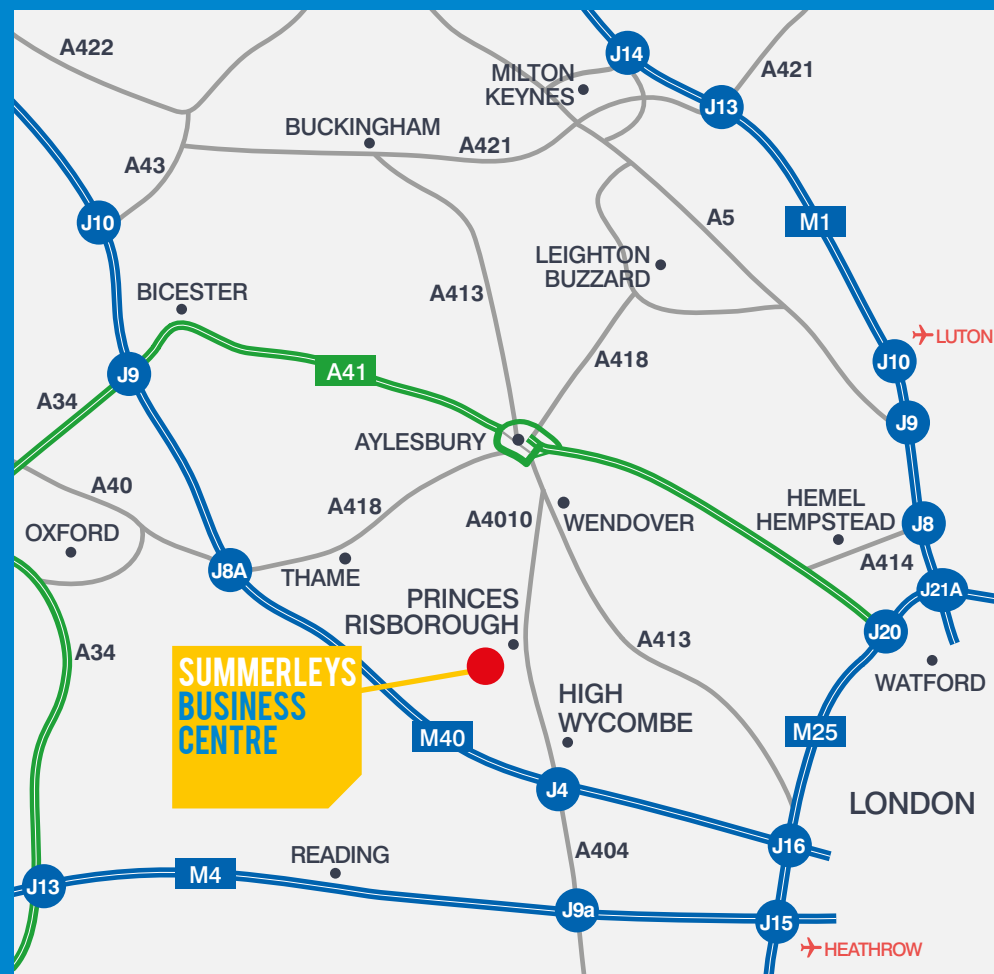 A422
J14
MILTON
KEYNES
A421
J13
BUCKINGHAM
A421
A43
J10
A5
M1
LEIGHTON
BUZZARD
BICESTER
A413
LUTON
J10
A418
A41
J9
A34
J9
AYLESBURY
A40
A418
A4010
WENDOVER
HEMEL
HEMPSTEAD
J8
OXFORD
A414
J8A
THAME
J21A
PRINCES
RISBOROUGH
J20
A413
A34
SUMMERLEYS
BUSINESS
CENTRE
WATFORD
HIGH
WYCOMBE
M40
M25
J4
LONDON
J16
READING
A404
M4
J13
J9a
J15
HEATHROW